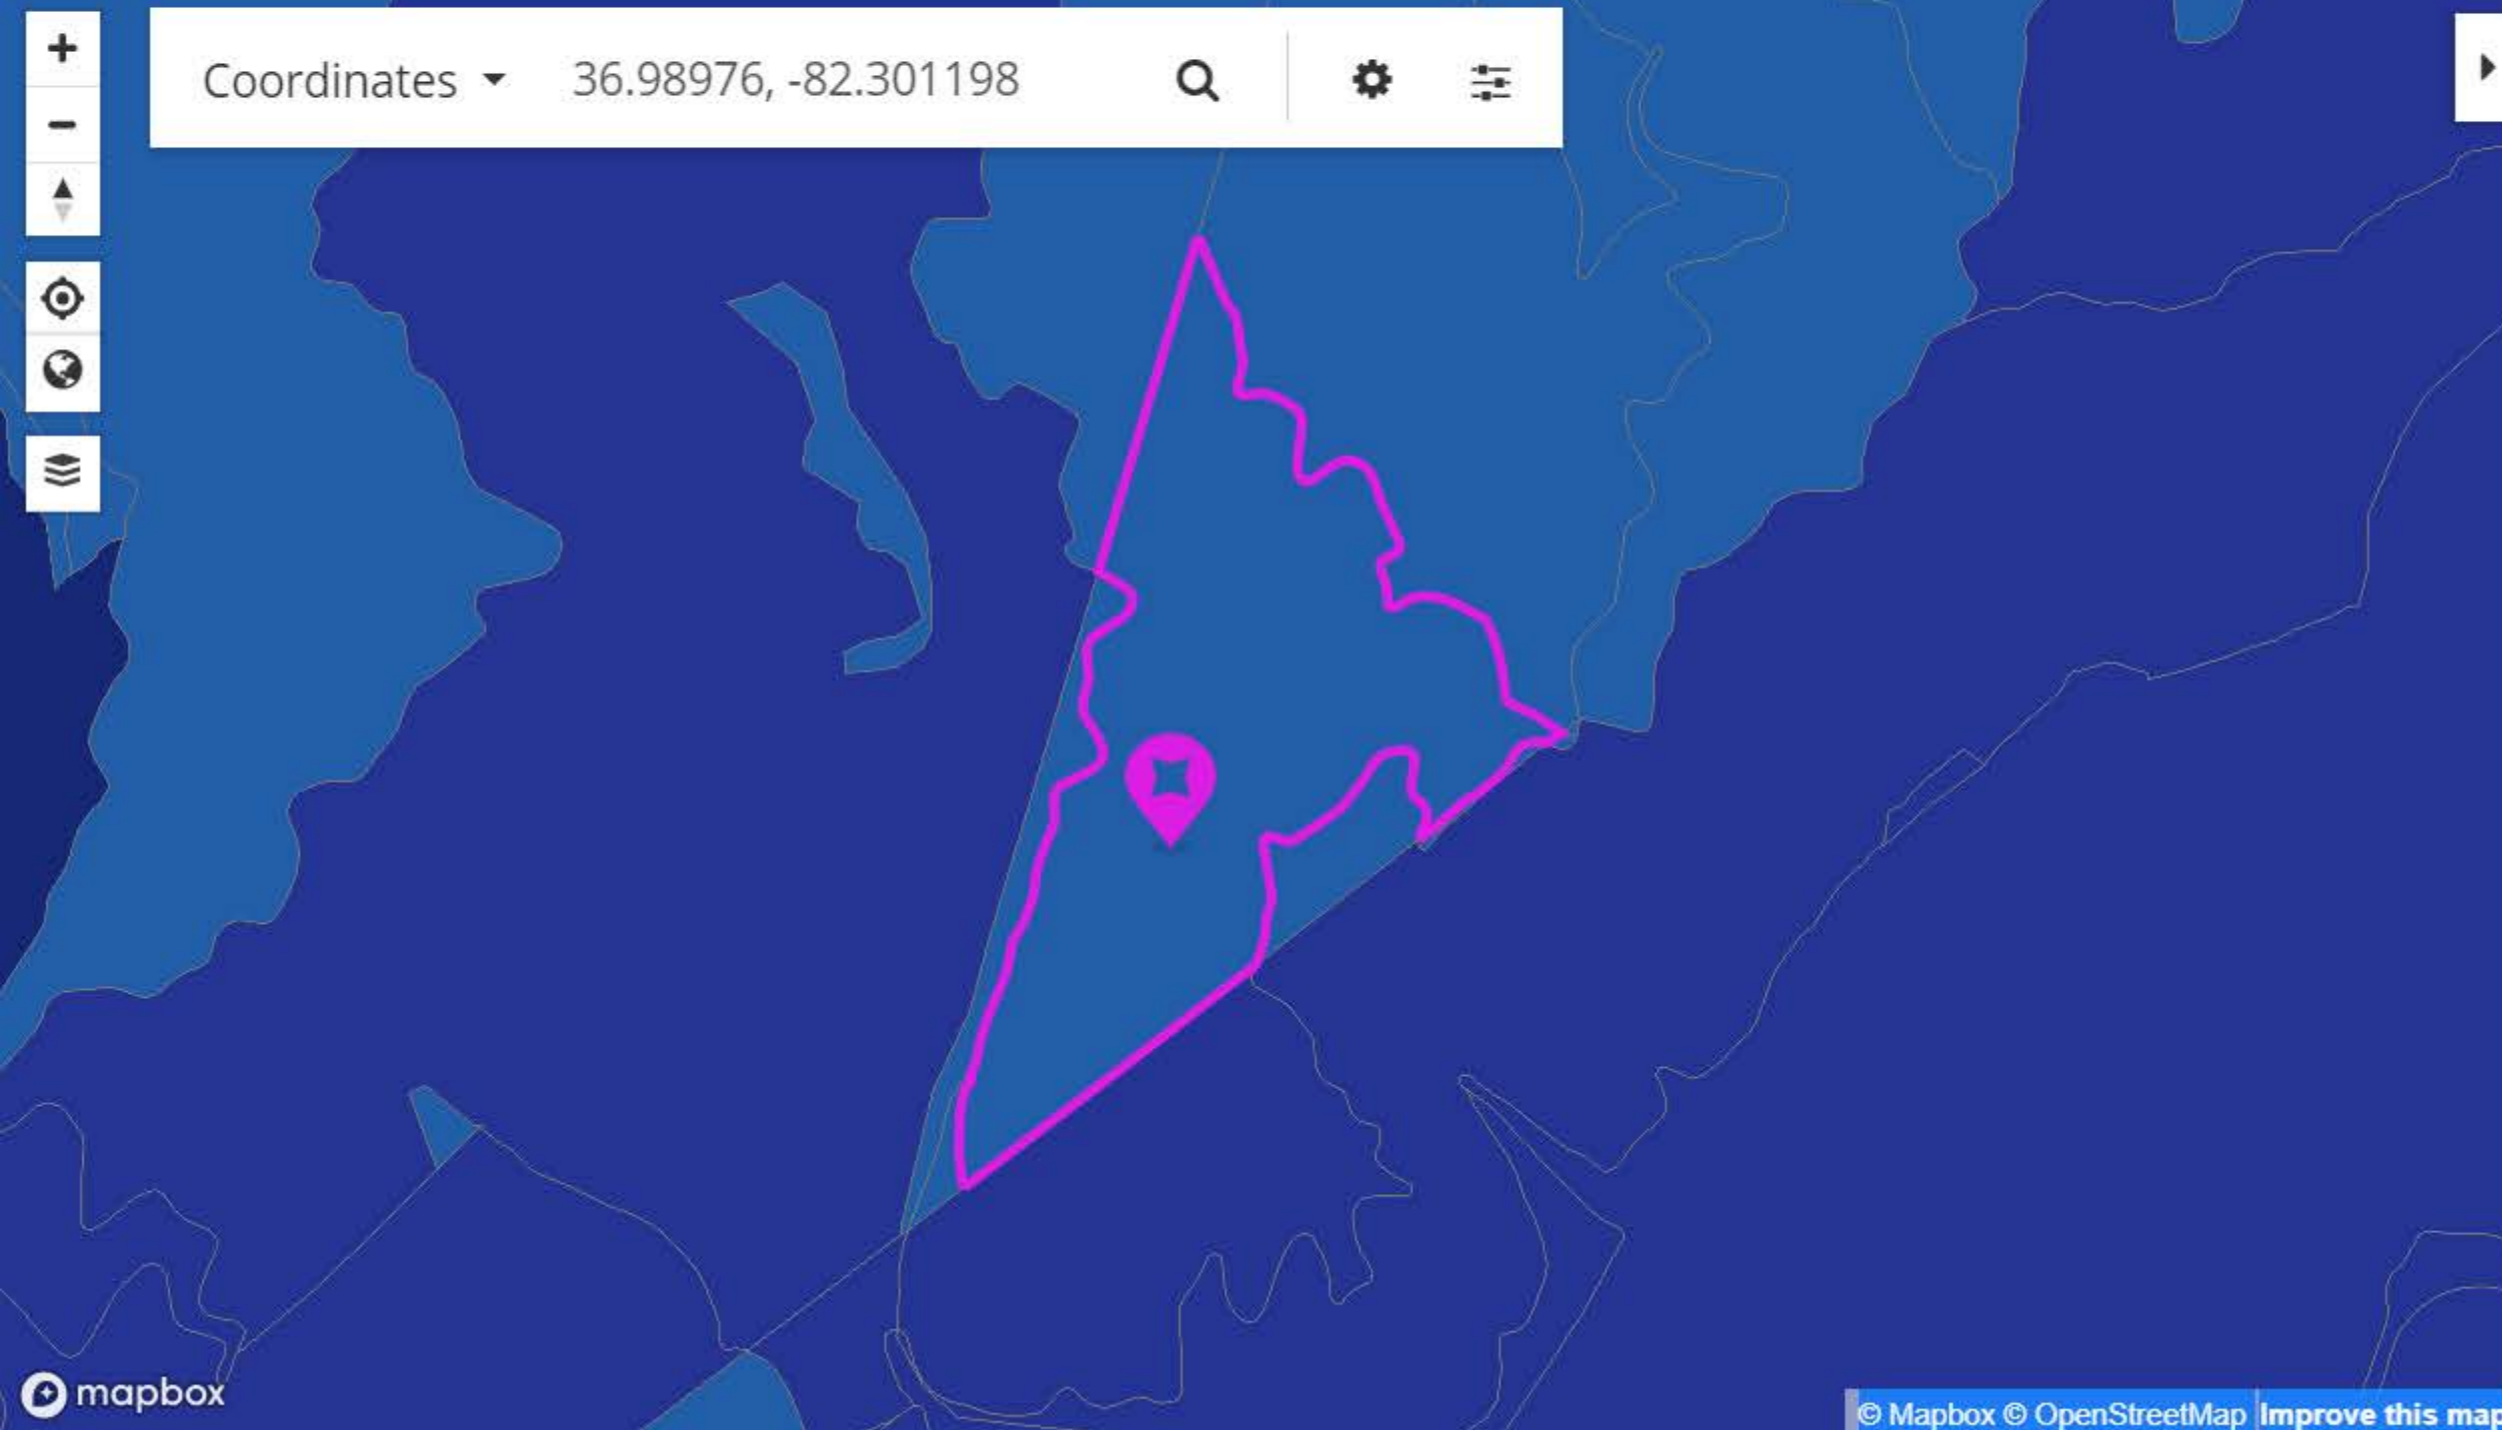 Coordinates 36.98976, -82.301198
mapbox
© Mapbox © OpenStreetMap Improve this map